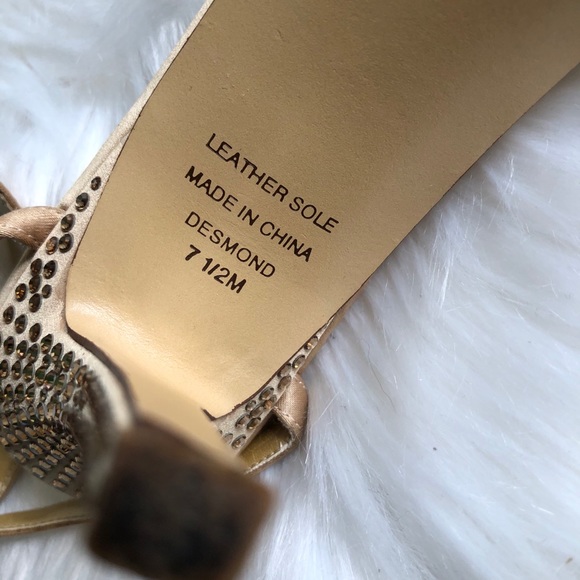 LEATHER SOLE
MADE IN CHINA
DESMOND
7 1/2M